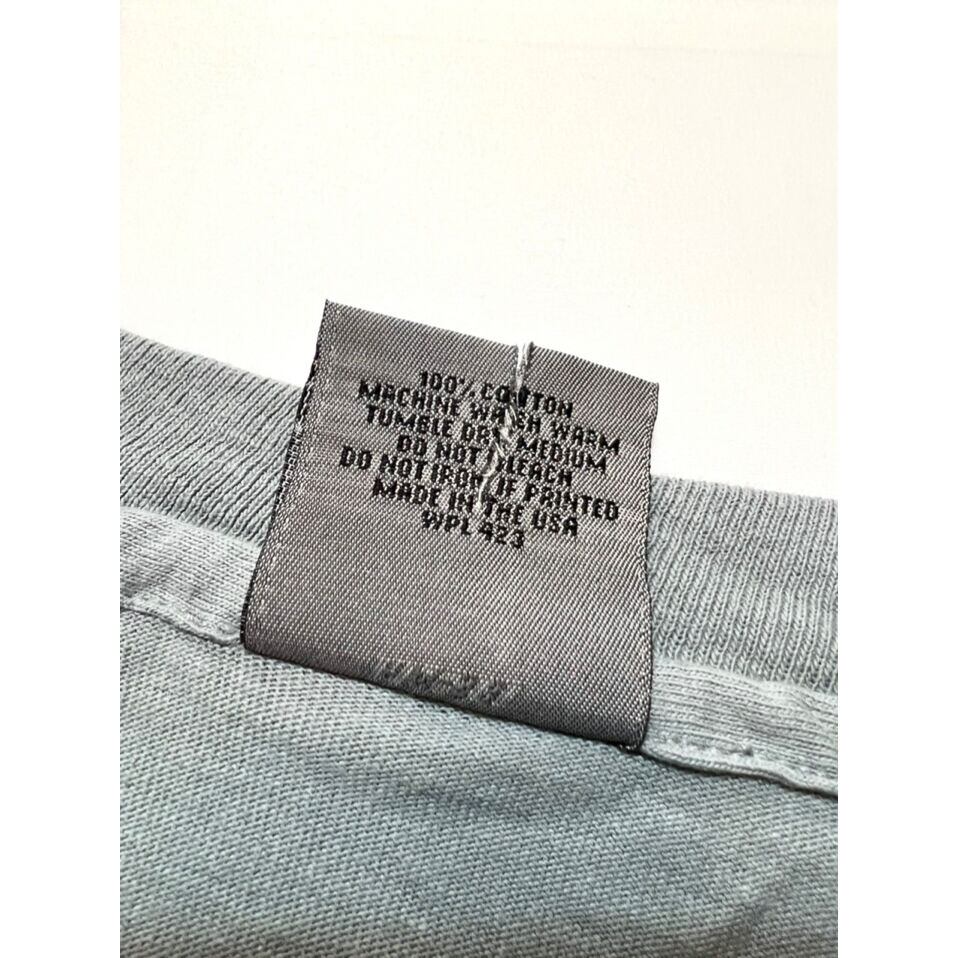 100% COTTON
MACHINE WASH WARM
TUMBLE DRY MEDIUM
DO NOT BLEACH
DO NOT IRON IF PRINTED
MADE IN THE USA
WPL 423